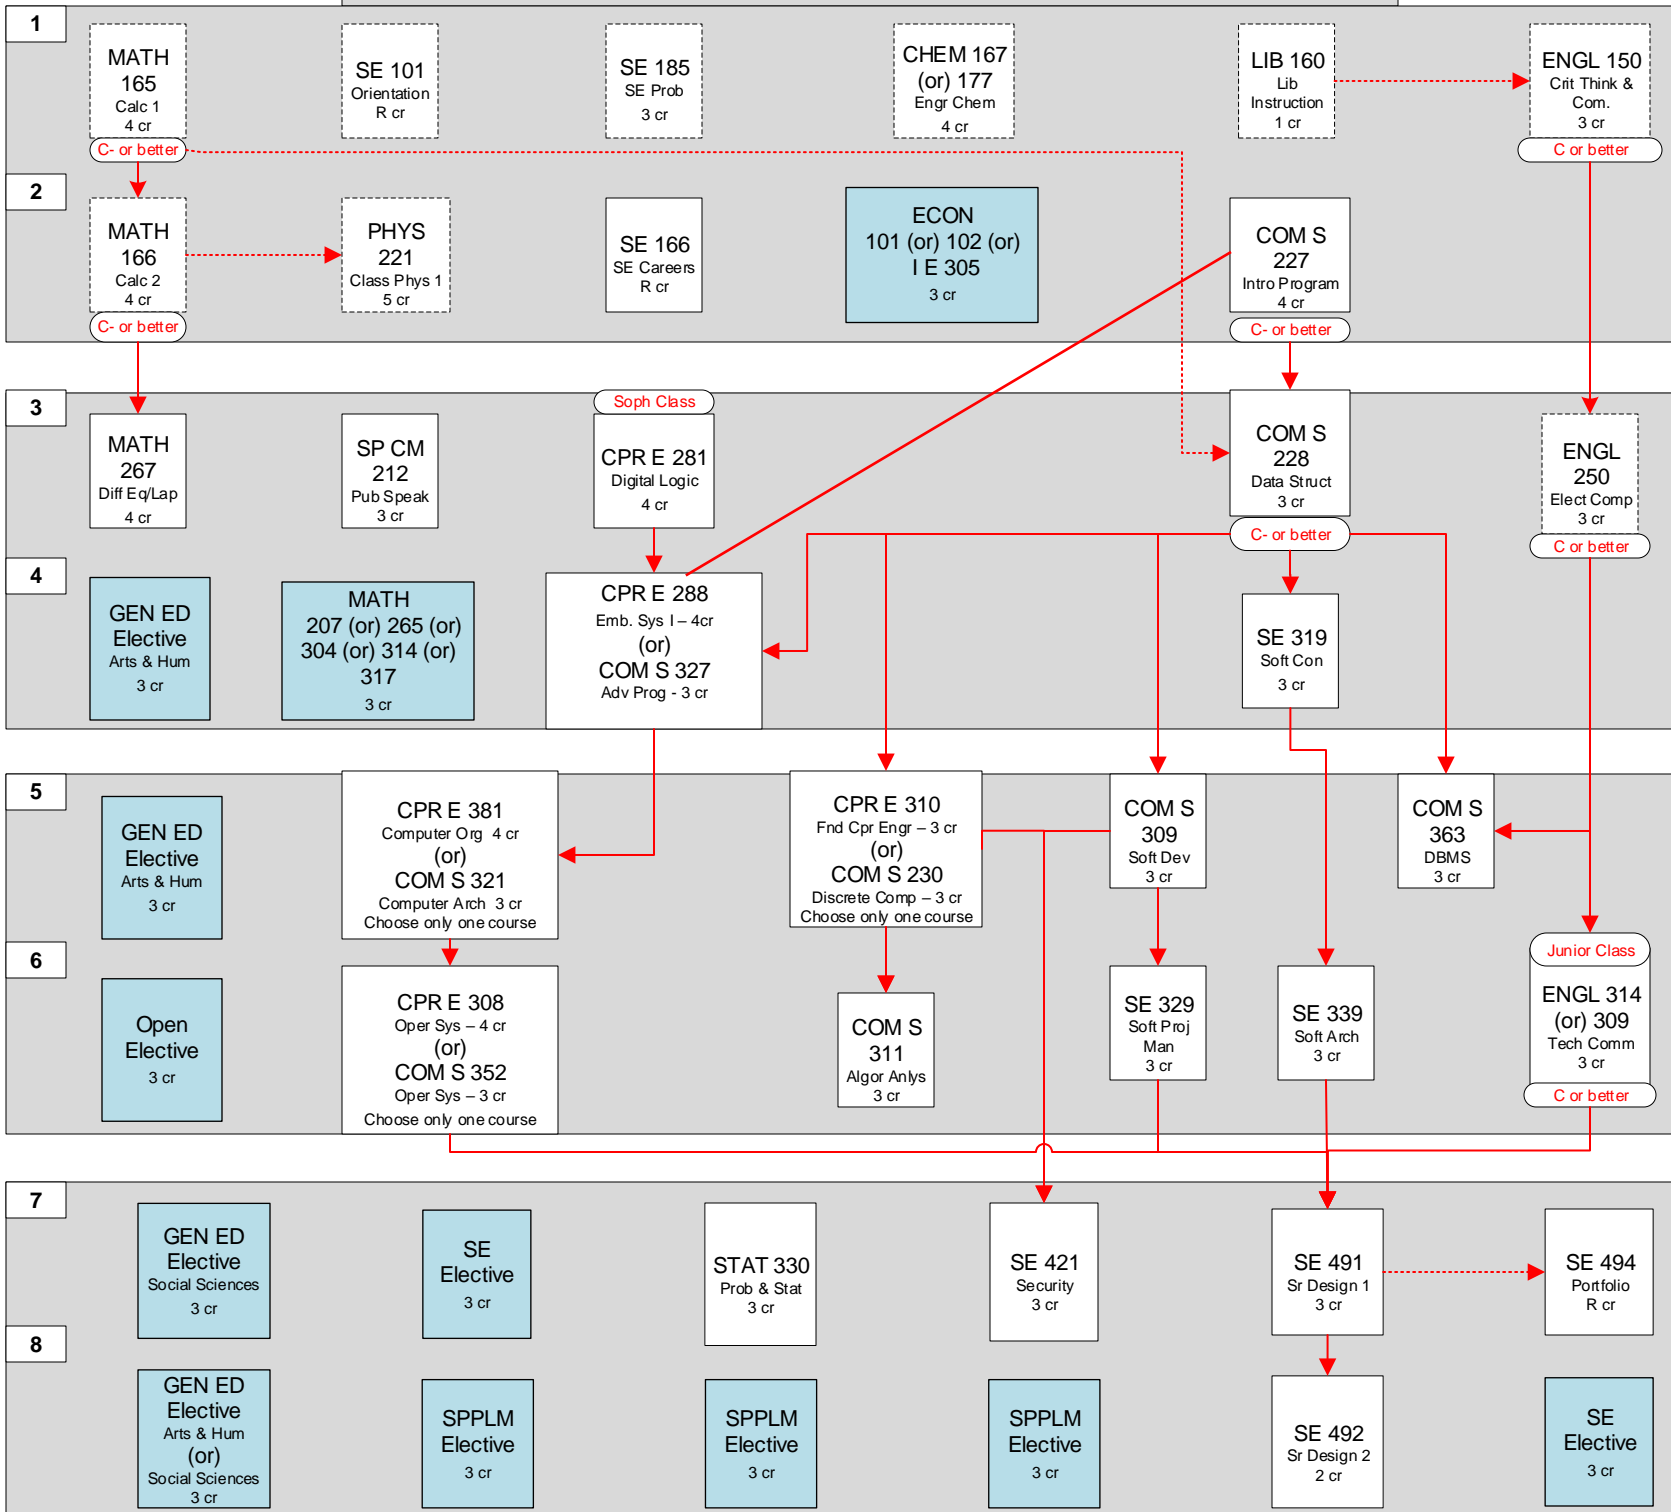 1
MATH
165
Calc 1
4 cr
C- or better
SE 101
Orientation
R cr
SE 185
SE Prob
3 cr
CHEM 167
(or) 177
Engr Chem
4 cr
LIB 160
Lib
Instruction
1 cr
ENGL 150
Crit Think &
Com.
3 cr
C or better
2
MATH
166
Calc 2
4 cr
C- or better
PHYS
221
Class Phys 1
5 cr
SE 166
SE Careers
R cr
ECON
101 (or) 102 (or)
I E 305
3 cr
COM S
227
Intro Program
4 cr
C- or better
3
MATH
267
Diff Eq/Lap
4 cr
SP CM
212
Pub Speak
3 cr
Soph Class
CPR E 281
Digital Logic
4 cr
COM S
228
Data Struct
3 cr
C- or better
ENGL
250
Elect Comp
3 cr
C or better
4
GEN ED
Elective
Arts & Hum
3 cr
MATH
207 (or) 265 (or)
304 (or) 314 (or)
317
3 cr
CPR E 288
Emb. Sys I – 4cr
(or)
COM S 327
Adv Prog - 3 cr
SE 319
Soft Con
3 cr
5
GEN ED
Elective
Arts & Hum
3 cr
CPR E 381
Computer Org 4 cr
(or)
COM S 321
Computer Arch 3 cr
Choose only one course
CPR E 310
Fnd Cpr Engr – 3 cr
(or)
COM S 230
Discrete Comp – 3 cr
Choose only one course
COM S
309
Soft Dev
3 cr
COM S
363
DBMS
3 cr
6
Open
Elective
3 cr
CPR E 308
Oper Sys – 4 cr
(or)
COM S 352
Oper Sys – 3 cr
Choose only one course
COM S
311
Algor Anlys
3 cr
SE 329
Soft Proj
Man
3 cr
SE 339
Soft Arch
3 cr
Junior Class
ENGL 314
(or) 309
Tech Comm
3 cr
C or better
7
GEN ED
Elective
Social Sciences
3 cr
SE
Elective
3 cr
STAT 330
Prob & Stat
3 cr
SE 421
Security
3 cr
SE 491
Sr Design 1
3 cr
SE 494
Portfolio
R cr
8
GEN ED
Elective
Arts & Hum
(or)
Social Sciences
3 cr
SPPLM
Elective
3 cr
SPPLM
Elective
3 cr
SPPLM
Elective
3 cr
SE 492
Sr Design 2
2 cr
SE
Elective
3 cr